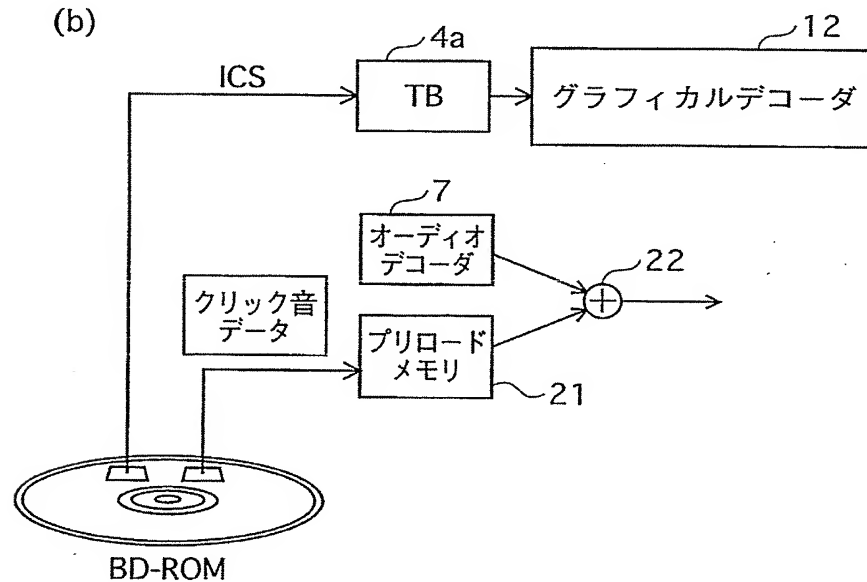 (b)
4a
12
ICS
TB
グラフィカルデコーダ
7
オーディオ
デコーダ
22
クリック音
データ
プリロード
メモリ
21
BD-ROM